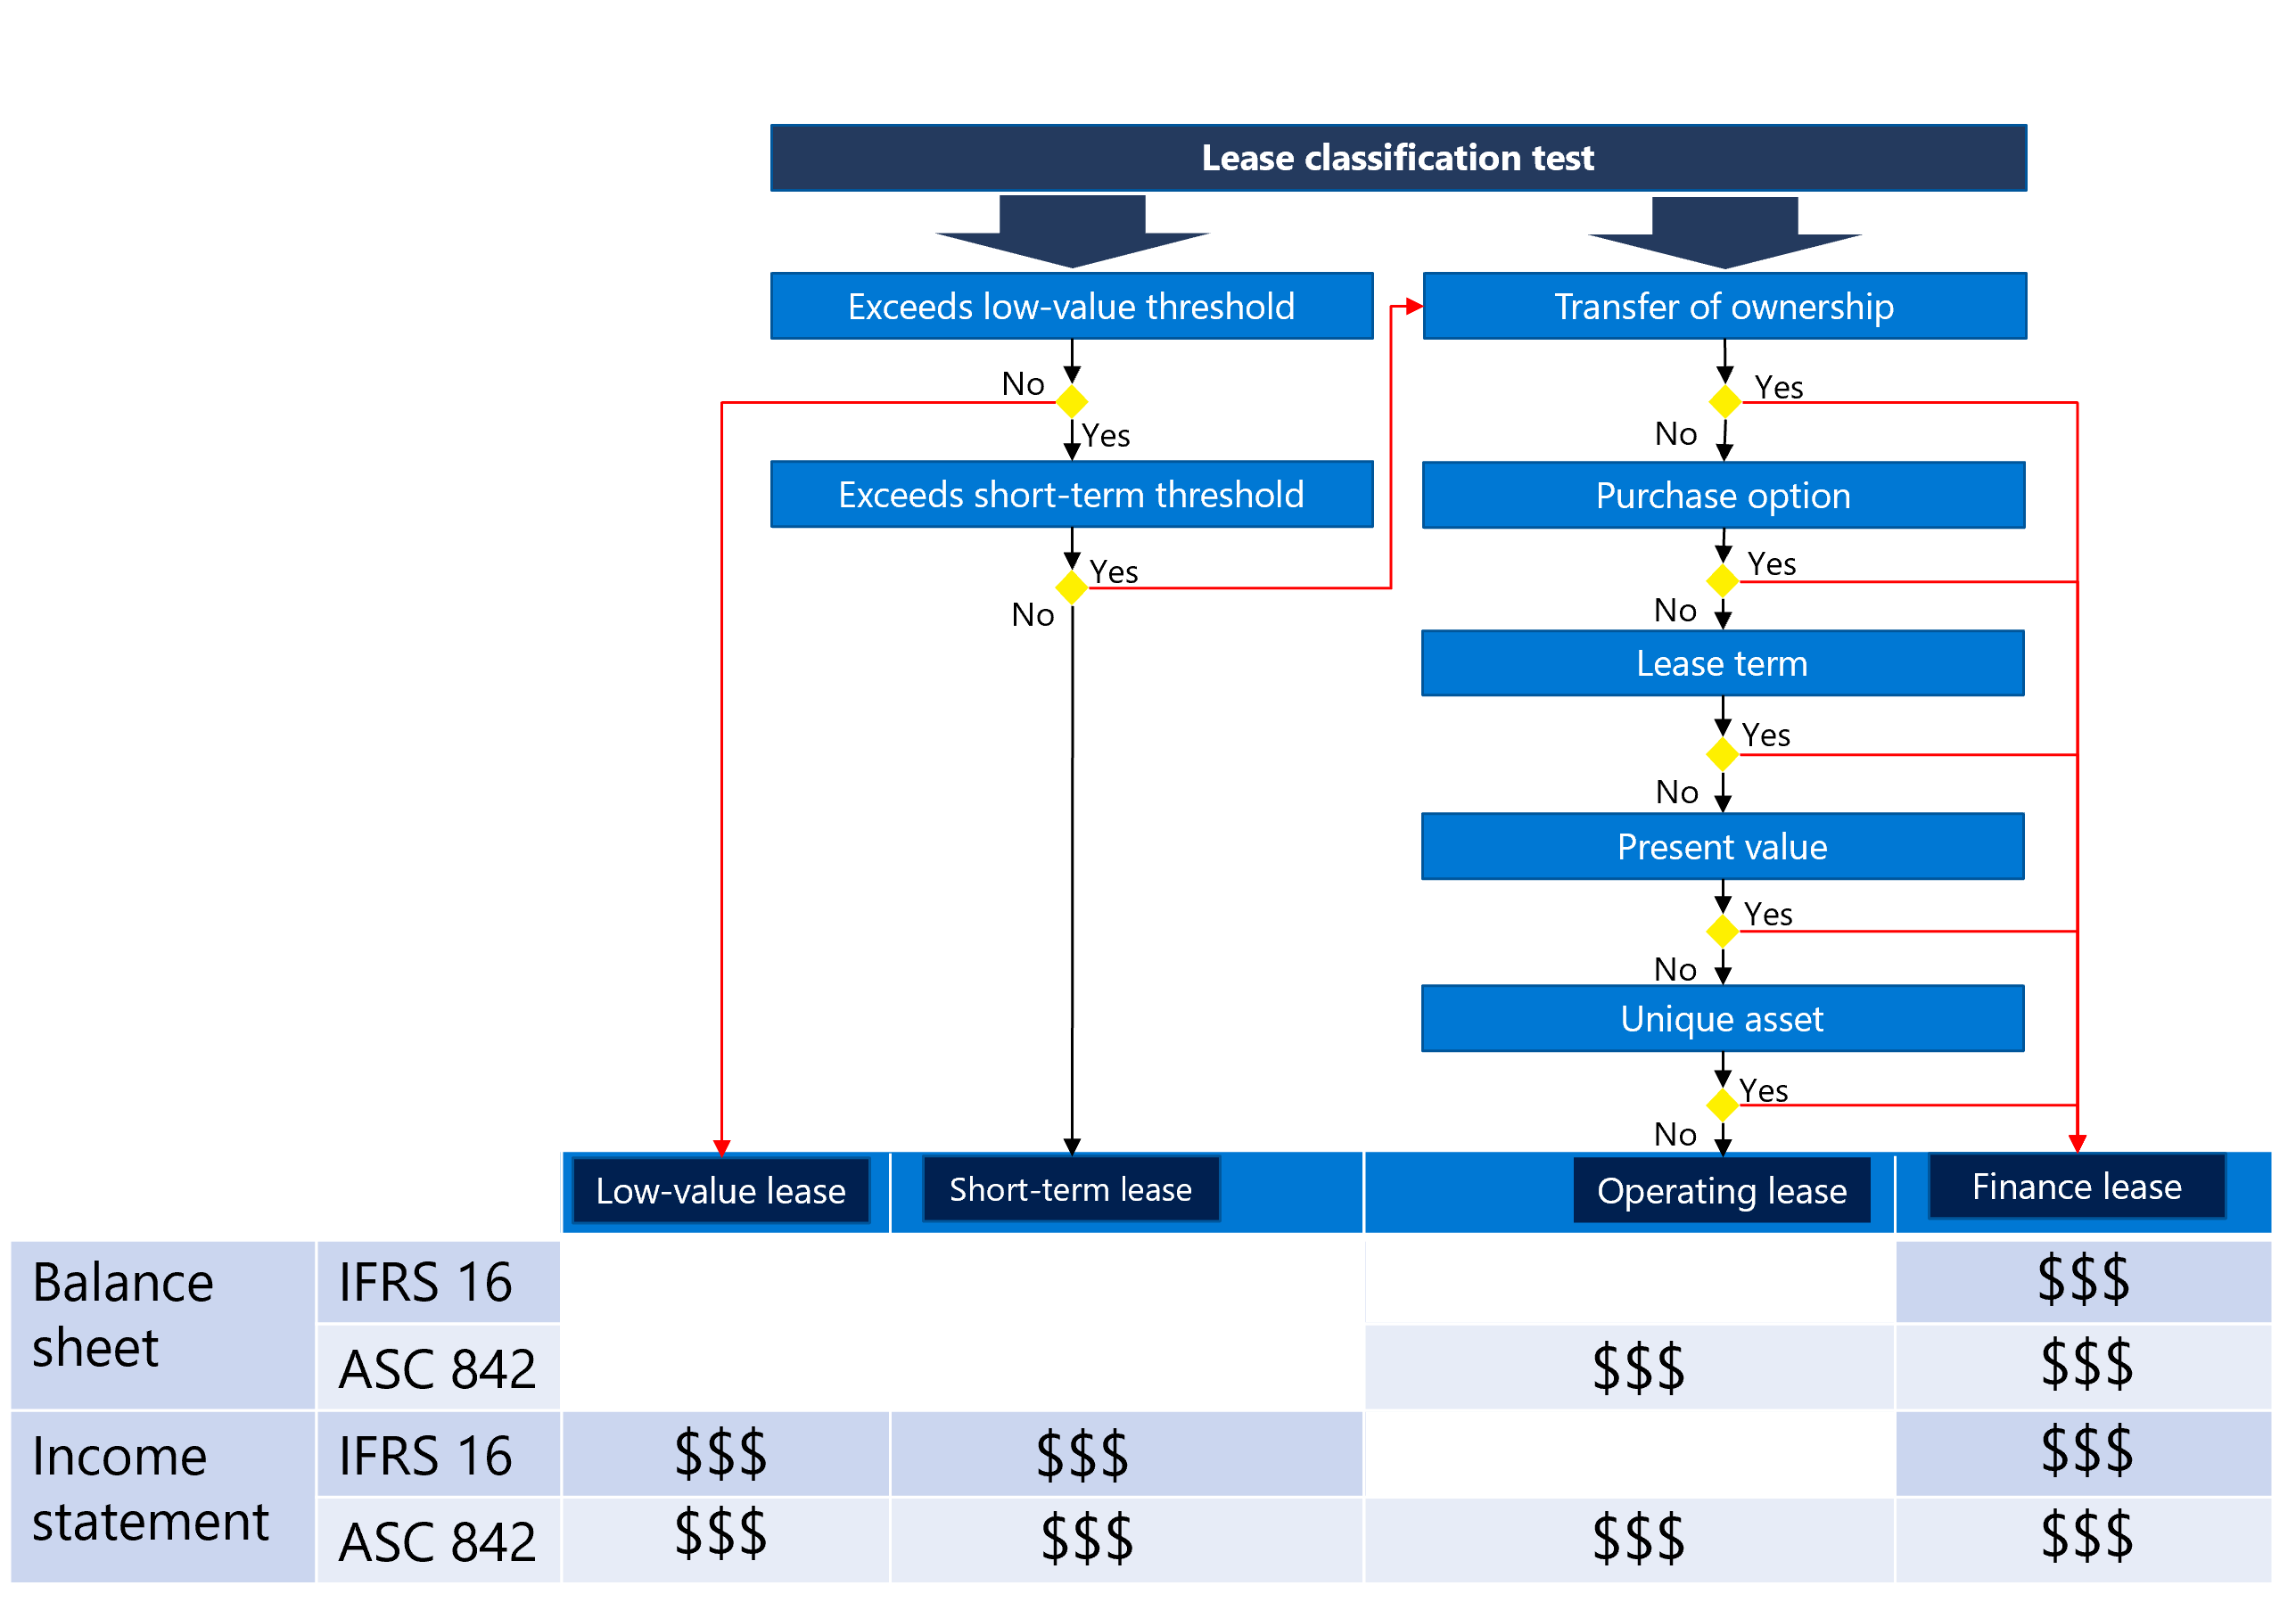 Lease classification test
Exceeds low-value threshold
Transfer of ownership
No
Yes
Yes
No
Exceeds short-term threshold
Purchase option
Yes
Yes
No
No
Lease term
Yes
No
Present value
Yes
No
Unique asset
Yes
No
Low-value lease
Short-term lease
Operating lease
Finance lease
Balance
sheet
IFRS 16
$$$
ASC 842
$$$
$$$
Income
statement
IFRS 16
$$$
$$$
$$$
ASC 842
$$$
$$$
$$$
$$$